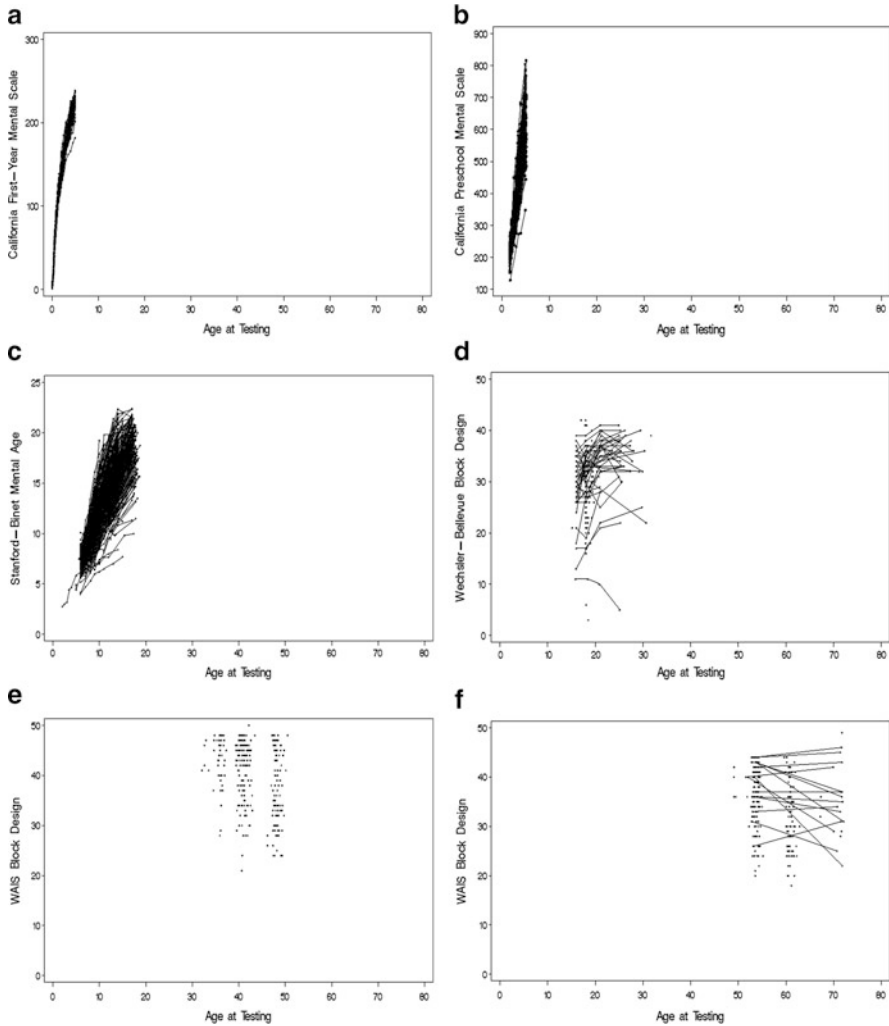 a
California First-Year Mental Scale
300
200
100
0
0 10 20 30 40 50 60 70 80
Age at Testing
b
California Preschool Mental Scale
900
800
700
600
500
400
300
200
100
0 10 20 30 40 50 60 70 80
Age at Testing
c
Stanford-Binet Mental Age
25
20
15
10
5
0
0 10 20 30 40 50 60 70 80
Age at Testing
d
Wechsler-Bellevue Block Design
50
40
30
20
10
0
0 10 20 30 40 50 60 70 80
Age at Testing
e
WAIS Block Design
50
40
30
20
10
0
0 10 20 30 40 50 60 70 80
Age at Testing
f
WAIS Block Design
50
40
30
20
10
0
0 10 20 30 40 50 60 70 80
Age at Testing